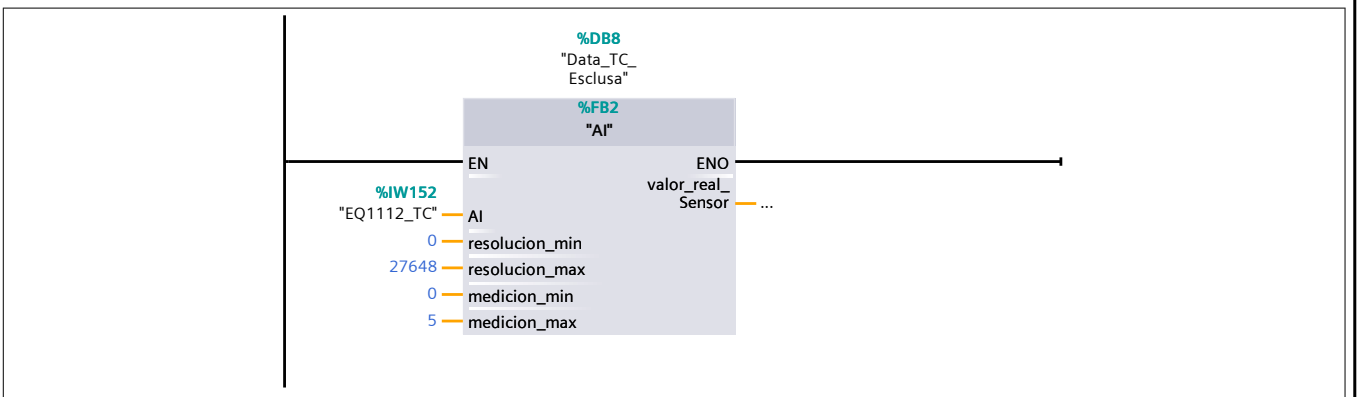 %DB8
"Data_TC_
Esclusa"
%FB2
"AI"
EN
ENO
valor_real_
Sensor
...
%IW152
"EQ1112_TC"
AI
0
resolucion_min
27648
resolucion_max
0
medicion_min
5
medicion_max